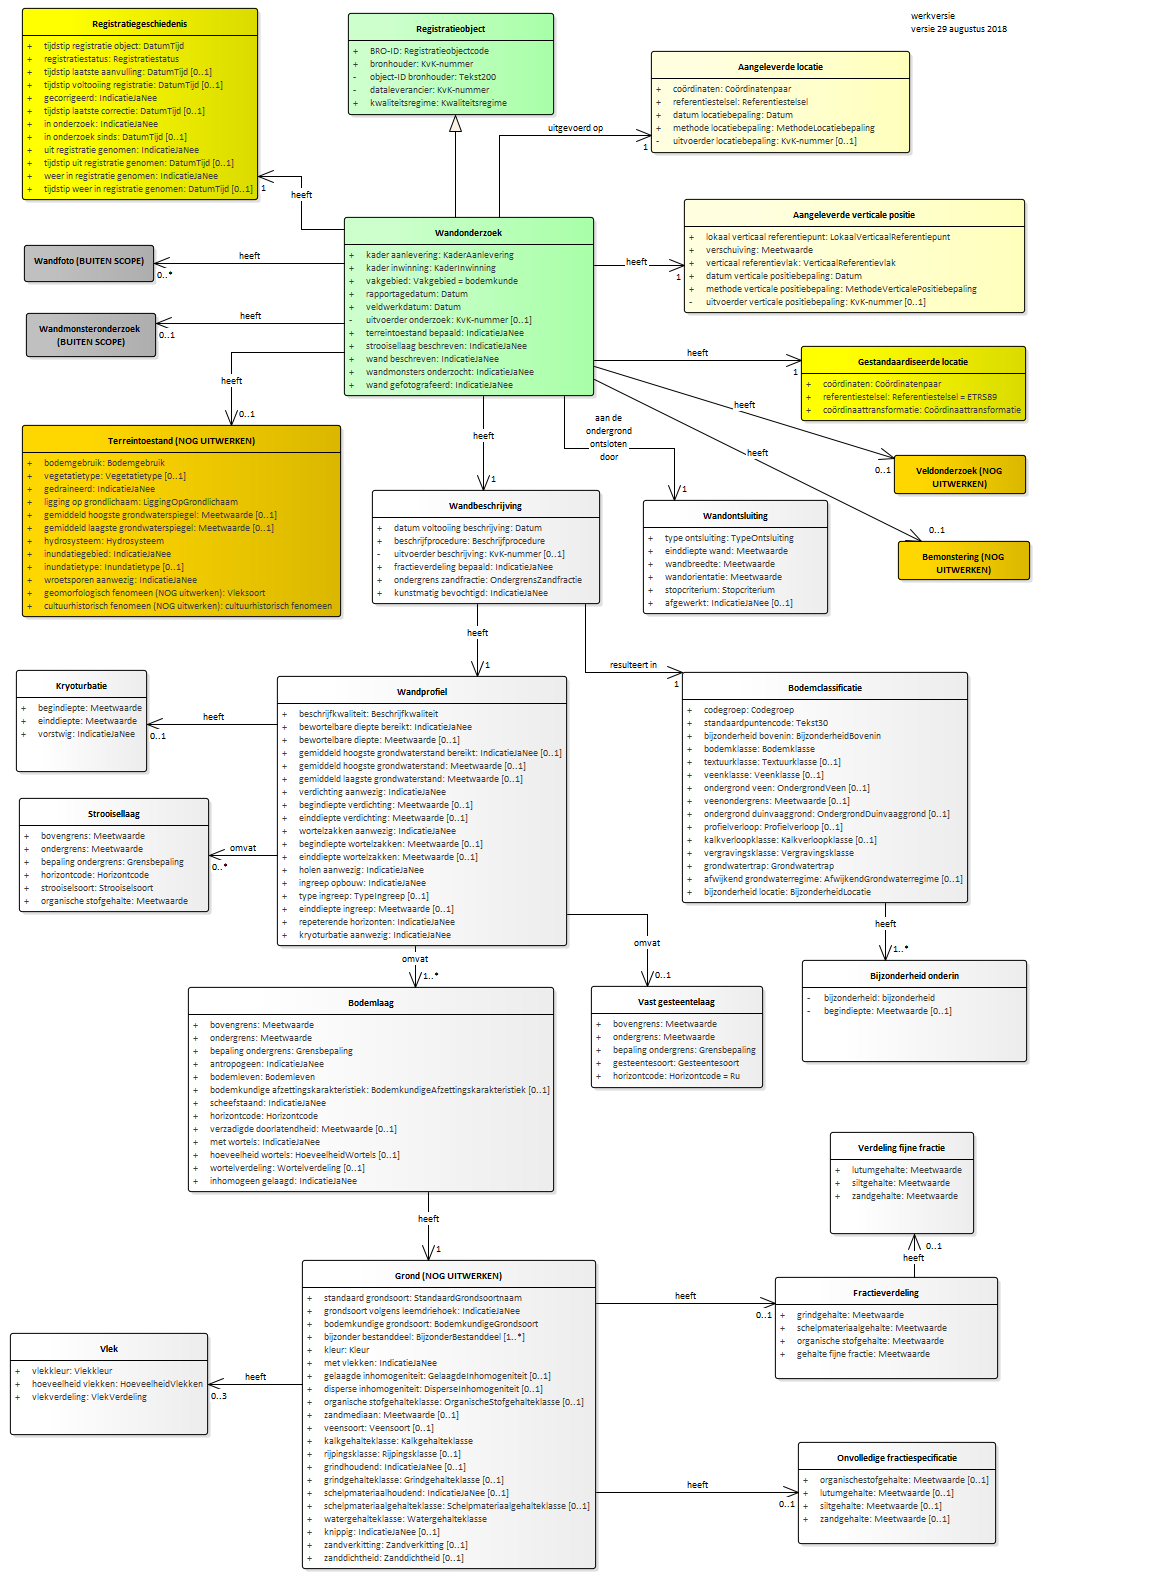 werkversie
versie 29 augustus 2018
Registratiegeschiedenis
+ tijdstip registratie object: DatumTijd
+ registratiestatus: Registratiestatus
+ tijdstip laatste aanvulling: DatumTijd [0..1]
+ tijdstip voltooiing registratie: DatumTijd [0..1]
+ gecorrigeerd: IndicatieJaNee
+ tijdstip laatste correctie: DatumTijd [0..1]
+ in onderzoek: IndicatieJaNee
+ in onderzoek sinds: DatumTijd [0..1]
+ uit registratie genomen: IndicatieJaNee
+ tijdstip uit registratie genomen: DatumTijd [0..1]
+ weer in registratie genomen: IndicatieJaNee
+ tijdstip weer in registratie genomen: DatumTijd [0..1]
Registratieobject
+ BRO-ID: Registratieobjectcode
+ bronhouder: KvK-nummer
- object-ID bronhouder: Tekst200
- dataleverancier: KvK-nummer
+ kwaliteitsregime: Kwaliteitsregime
Aangeleverde locatie
+ coördinaten: Coördinatenpaar
+ referentiestelsel: Referentiestelsel
+ datum locatiebepaling: Datum
+ methode locatiebepaling: MethodeLocatiebepaling
- uitvoerder locatiebepaling: KvK-nummer [0..1]
uitgevoerd op
1
heeft
1
Wandonderzoek
+ kader aanlevering: KaderAanlevering
+ kader inwinning: KaderInwinning
+ vakgebied: Vakgebied = bodemkunde
+ rapportagedatum: Datum
+ veldwerkdatum: Datum
- uitvoerder onderzoek: KvK-nummer [0..1]
+ terreintoestand bepaald: IndicatieJaNee
+ strooisellaag beschreven: IndicatieJaNee
+ wand beschreven: IndicatieJaNee
+ wandmonsters onderzocht: IndicatieJaNee
+ wand gefotografeerd: IndicatieJaNee
Aangeleverde verticale positie
+ lokaal verticaal referentiepunt: LokaalVerticaalReferentiepunt
+ verschuiving: Meetwaarde
+ verticaal referentievlak: VerticaalReferentievlak
+ datum verticale positiebepaling: Datum
+ methode verticale positiebepaling: MethodeVerticalePositiebepaling
- uitvoerder verticale positiebepaling: KvK-nummer [0..1]
heeft
1
Wandfoto (BUITEN SCOPE)
heeft
0..*
Wandmonsteronderzoek
(BUITEN SCOPE)
heeft
0..1
heeft
0..1
heeft
1
Gestandaardiseerde locatie
+ coördinaten: Coördinatenpaar
+ referentiestelsel: Referentiestelsel = ETRS89
+ coördinaattransformatie: Coördinaattransformatie
heeft
0..1
Veldonderzoek (NOG
UITWERKEN)
heeft
0..1
Bemonstering (NOG
UITWERKEN)
Terreintoestand (NOG UITWERKEN)
+ bodemgebruik: Bodemgebruik
+ vegetatietype: Vegetatietype [0..1]
+ gedraineerd: IndicatieJaNee
+ ligging op grondlichaam: LiggingOpGrondlichaam
+ gemiddeld hoogste grondwaterspiegel: Meetwaarde [0..1]
+ gemiddeld laagste grondwaterspiegel: Meetwaarde [0..1]
+ hydrosysteem: Hydrosysteem
+ inundatiegebied: IndicatieJaNee
+ inundatietype: Inundatietype [0..1]
+ wroetsporen aanwezig: IndicatieJaNee
+ geomorfologisch fenomeen (NOG uitwerken): Vleksoort
+ cultuurhistorisch fenomeen (NOG uitwerken): cultuurhistorisch fenomeen
heeft
1
aan de
ondergrond
ontsloten
door
1
Wandbeschrijving
+ datum voltooiing beschrijving: Datum
+ beschrijfprocedure: Beschrijfprocedure
- uitvoerder beschrijving: KvK-nummer [0..1]
+ fractieverdeling bepaald: IndicatieJaNee
+ ondergrens zandfractie: OndergrensZandfractie
+ kunstmatig bevochtigd: IndicatieJaNee
Wandontsluiting
+ type ontsluiting: TypeOntsluiting
+ einddiepte wand: Meetwaarde
+ wandbreedte: Meetwaarde
+ wandorientatie: Meetwaarde
+ stopcriterium: Stopcriterium
+ afgewerkt: IndicatieJaNee [0..1]
heeft
1
resulteert in
1
Kryoturbatie
+ begindiepte: Meetwaarde
+ einddiepte: Meetwaarde
+ vorstwig: IndicatieJaNee
heeft
0..1
Wandprofiel
+ beschrijfkwaliteit: Beschrijfkwaliteit
+ bewortelbare diepte bereikt: IndicatieJaNee
+ bewortelbare diepte: Meetwaarde [0..1]
+ gemiddeld hoogste grondwaterstand bereikt: IndicatieJaNee [0..1]
+ gemiddeld hoogste grondwaterstand: Meetwaarde [0..1]
+ gemiddeld laagste grondwaterstand: Meetwaarde [0..1]
+ verdichting aanwezig: IndicatieJaNee
+ begindiepte verdichting: Meetwaarde [0..1]
+ einddiepte verdichting: Meetwaarde [0..1]
+ wortelzakken aanwezig: IndicatieJaNee
+ begindiepte wortelzakken: Meetwaarde [0..1]
+ einddiepte wortelzakken: Meetwaarde [0..1]
+ holen aanwezig: IndicatieJaNee
+ ingreep opbouw: IndicatieJaNee
+ type ingreep: TypeIngreep [0..1]
+ einddiepte ingreep: Meetwaarde [0..1]
+ repeterende horizonten: IndicatieJaNee
+ kryoturbatie aanwezig: IndicatieJaNee
Bodemclassificatie
+ codegroep: Codegroep
+ standaardpuntencode: Tekst30
+ bijzonderheid bovenin: BijzonderheidBovenin
+ bodemklasse: Bodemklasse
+ textuurklasse: Textuurklasse [0..1]
+ veenklasse: Veenklasse [0..1]
+ ondergrond veen: OndergrondVeen [0..1]
+ veenondergrens: Meetwaarde [0..1]
+ ondergrond duinvaaggrond: OndergrondDuinvaaggrond [0..1]
+ profielverloop: Profielverloop [0..1]
+ kalkverloopklasse: Kalkverloopklasse [0..1]
+ vergravingsklasse: Vergravingsklasse
+ grondwatertrap: Grondwatertrap
+ afwijkend grondwaterregime: AfwijkendGrondwaterregime [0..1]
+ bijzonderheid locatie: BijzonderheidLocatie
Strooisellaag
+ bovengrens: Meetwaarde
+ ondergrens: Meetwaarde
+ bepaling ondergrens: Grensbepaling
+ horizontcode: Horizontcode
+ strooiselsoort: Strooiselsoort
+ organische stofgehalte: Meetwaarde
omvat
0..*
omvat
1..*
omvat
0..1
heeft
1..*
Bijzonderheid onderin
- bijzonderheid: bijzonderheid
- begindiepte: Meetwaarde [0..1]
Bodemlaag
+ bovengrens: Meetwaarde
+ ondergrens: Meetwaarde
+ bepaling ondergrens: Grensbepaling
+ antropogeen: IndicatieJaNee
+ bodemleven: Bodemleven
+ bodemkundige afzettingskarakteristiek: BodemkundigeAfzettingskarakteristiek [0..1]
+ scheefstaand: IndicatieJaNee
+ horizontcode: Horizontcode
+ verzadigde doorlatendheid: Meetwaarde [0..1]
+ met wortels: IndicatieJaNee
+ hoeveelheid wortels: HoeveelheidWortels [0..1]
+ wortelverdeling: Wortelverdeling [0..1]
+ inhomogeen gelaagd: IndicatieJaNee
Vast gesteentelaag
+ bovengrens: Meetwaarde
+ ondergrens: Meetwaarde
+ bepaling ondergrens: Grensbepaling
+ gesteentesoort: Gesteentesoort
+ horizontcode: Horizontcode = Ru
Verdeling fijne fractie
+ lutumgehalte: Meetwaarde
+ siltgehalte: Meetwaarde
+ zandgehalte: Meetwaarde
heeft
1
0..1
heeft
Grond (NOG UITWERKEN)
+ standaard grondsoort: StandaardGrondsoortnaam
+ grondsoort volgens leemdriehoek: IndicatieJaNee
+ bodemkundige grondsoort: BodemkundigeGrondsoort
+ bijzonder bestanddeel: BijzonderBestanddeel [1..*]
+ kleur: Kleur
+ met vlekken: IndicatieJaNee
+ gelaagde inhomogeniteit: GelaagdeInhomogeniteit [0..1]
+ disperse inhomogeniteit: DisperseInhomogeniteit [0..1]
+ organische stofgehalteklasse: OrganischeStofgehalteklasse [0..1]
+ zandmediaan: Meetwaarde [0..1]
+ veensoort: Veensoort [0..1]
+ kalkgehalteklasse: Kalkgehalteklasse
+ rijpingsklasse: Rijpingsklasse [0..1]
+ grindhoudend: IndicatieJaNee [0..1]
+ grindgehalteklasse: Grindgehalteklasse [0..1]
+ schelpmateriaalhoudend: IndicatieJaNee [0..1]
+ schelpmateriaalgehalteklasse: Schelpmateriaalgehalteklasse [0..1]
+ watergehalteklasse: Watergehalteklasse
+ knippig: IndicatieJaNee [0..1]
+ zandverkitting: Zandverkitting [0..1]
+ zanddichtheid: Zanddichtheid [0..1]
heeft
0..1
Fractieverdeling
+ grindgehalte: Meetwaarde
+ schelpmateriaalgehalte: Meetwaarde
+ organische stofgehalte: Meetwaarde
+ gehalte fijne fractie: Meetwaarde
Vlek
+ vlekkleur: Vlekkleur
+ hoeveelheid vlekken: HoeveelheidVlekken
+ vlekverdeling: VlekVerdeling
heeft
0..3
heeft
0..1
Onvolledige fractiespecificatie
+ organischestofgehalte: Meetwaarde [0..1]
+ lutumgehalte: Meetwaarde [0..1]
+ siltgehalte: Meetwaarde [0..1]
+ zandgehalte: Meetwaarde [0..1]